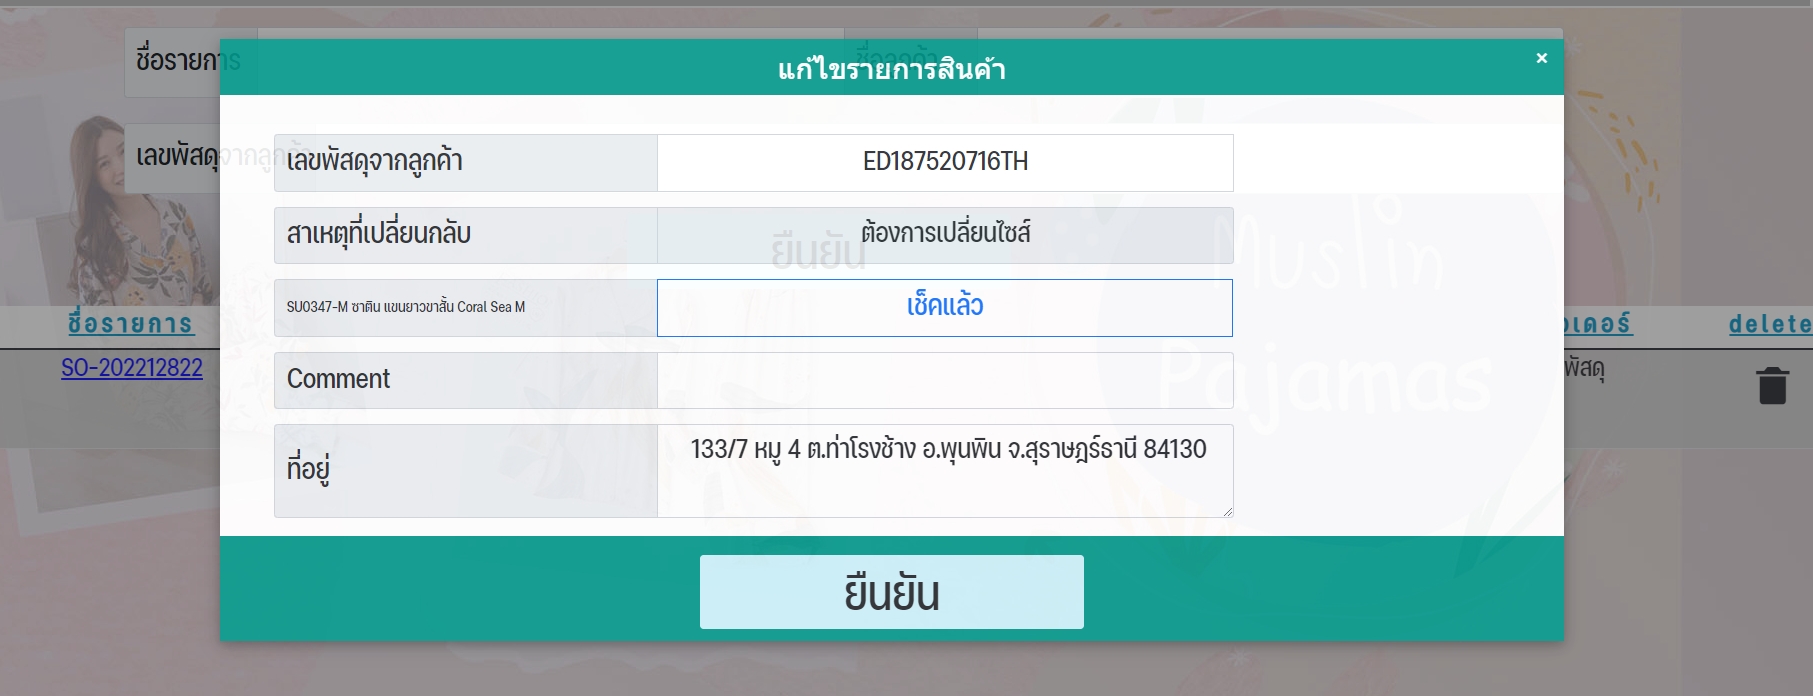 ชื่อรายการ
ชื่อลูกค้า
แก้ไขรายการสินค้า
×
เลขพัสดุจากลูกค้า
เลขพัสดุจากลูกค้า
ED187520716TH
สาเหตุที่เปลี่ยนกลับ
ต้องการเปลี่ยนไซส์
ยืนยัน
Muslin
SU0347-M ซาติน แขนยาวขาสั้น Coral Sea M
เช็คแล้ว
ชื่อรายการ
delete
SO-202212822
พัสดุ
Comment
Pajamas
ที่อยู่
133/7 หมู 4 ต.ท่าโรงช้าง อ.พุนพิน จ.สุราษฎร์ธานี 84130
ยืนยัน